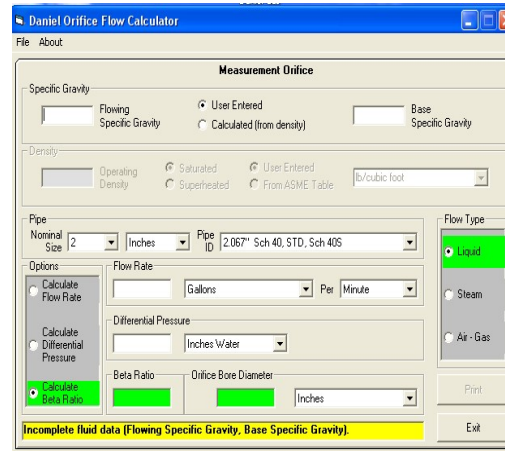 Daniel Orifice Flow Calculator
File About
Measurement Orifice
Specific Gravity
Flowing Specific Gravity
User Entered
Calculated (from density)
Base Specific Gravity
Density
Operating Density
Saturated
Superheated
User Entered
From ASME Table
lb/cubic foot
Pipe
Nominal Size 2 Inches Pipe ID 2.067" Sch 40, STD, Sch 40S
Flow Type
Liquid
Steam
Air - Gas
Options
Calculate Flow Rate
Calculate Differential Pressure
Calculate Beta Ratio
Flow Rate
Gallons Per Minute
Differential Pressure
Inches Water
Beta Ratio
Orifice Bore Diameter
Inches
Print
Exit
Incomplete fluid data (Flowing Specific Gravity, Base Specific Gravity).